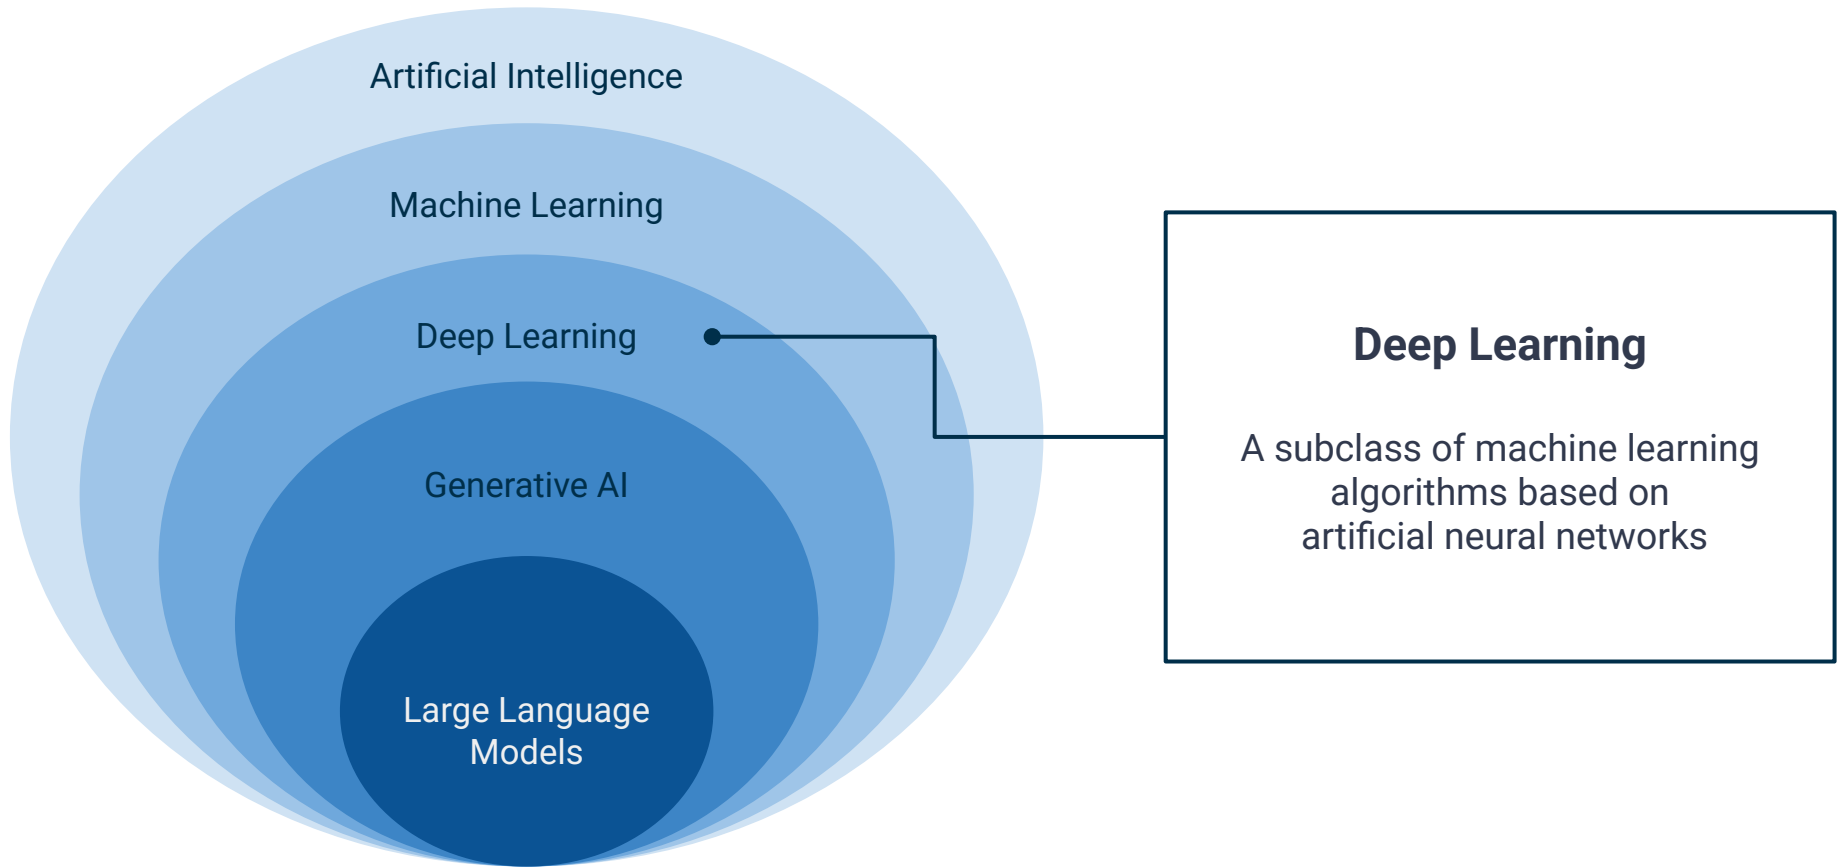 Artificial Intelligence
Machine Learning
Deep Learning
Generative AI
Large Language
Models
Deep Learning
A subclass of machine learning
algorithms based on
artificial neural networks